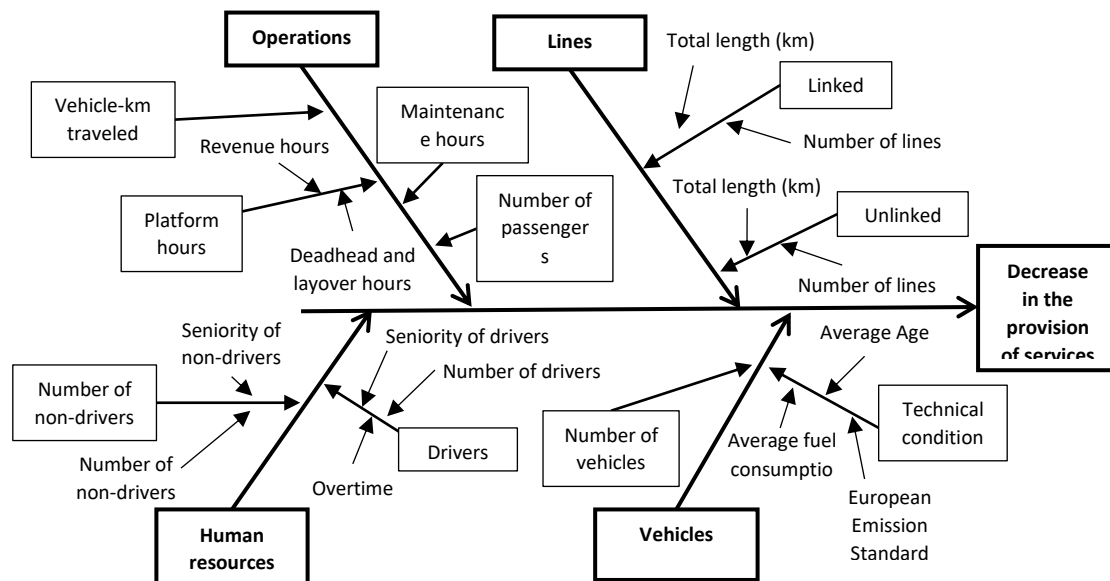 Operations
Lines
Total length (km)
Vehicle-km
traveled
Maintenanc
e hours
Linked
Revenue hours
Number of lines
Total length (km)
Platform
hours
Number of
passenger
s
Unlinked
Deadhead and
layover hours
Number of lines
Decrease
in the
provision
of services
Seniority of
non-drivers
Seniority of drivers
Average Age
Number of
non-drivers
Number of drivers
Number of
vehicles
Technical
condition
Average fuel
consumptio
Number of
non-drivers
Drivers
Overtime
European
Emission
Standard
Human
resources
Vehicles